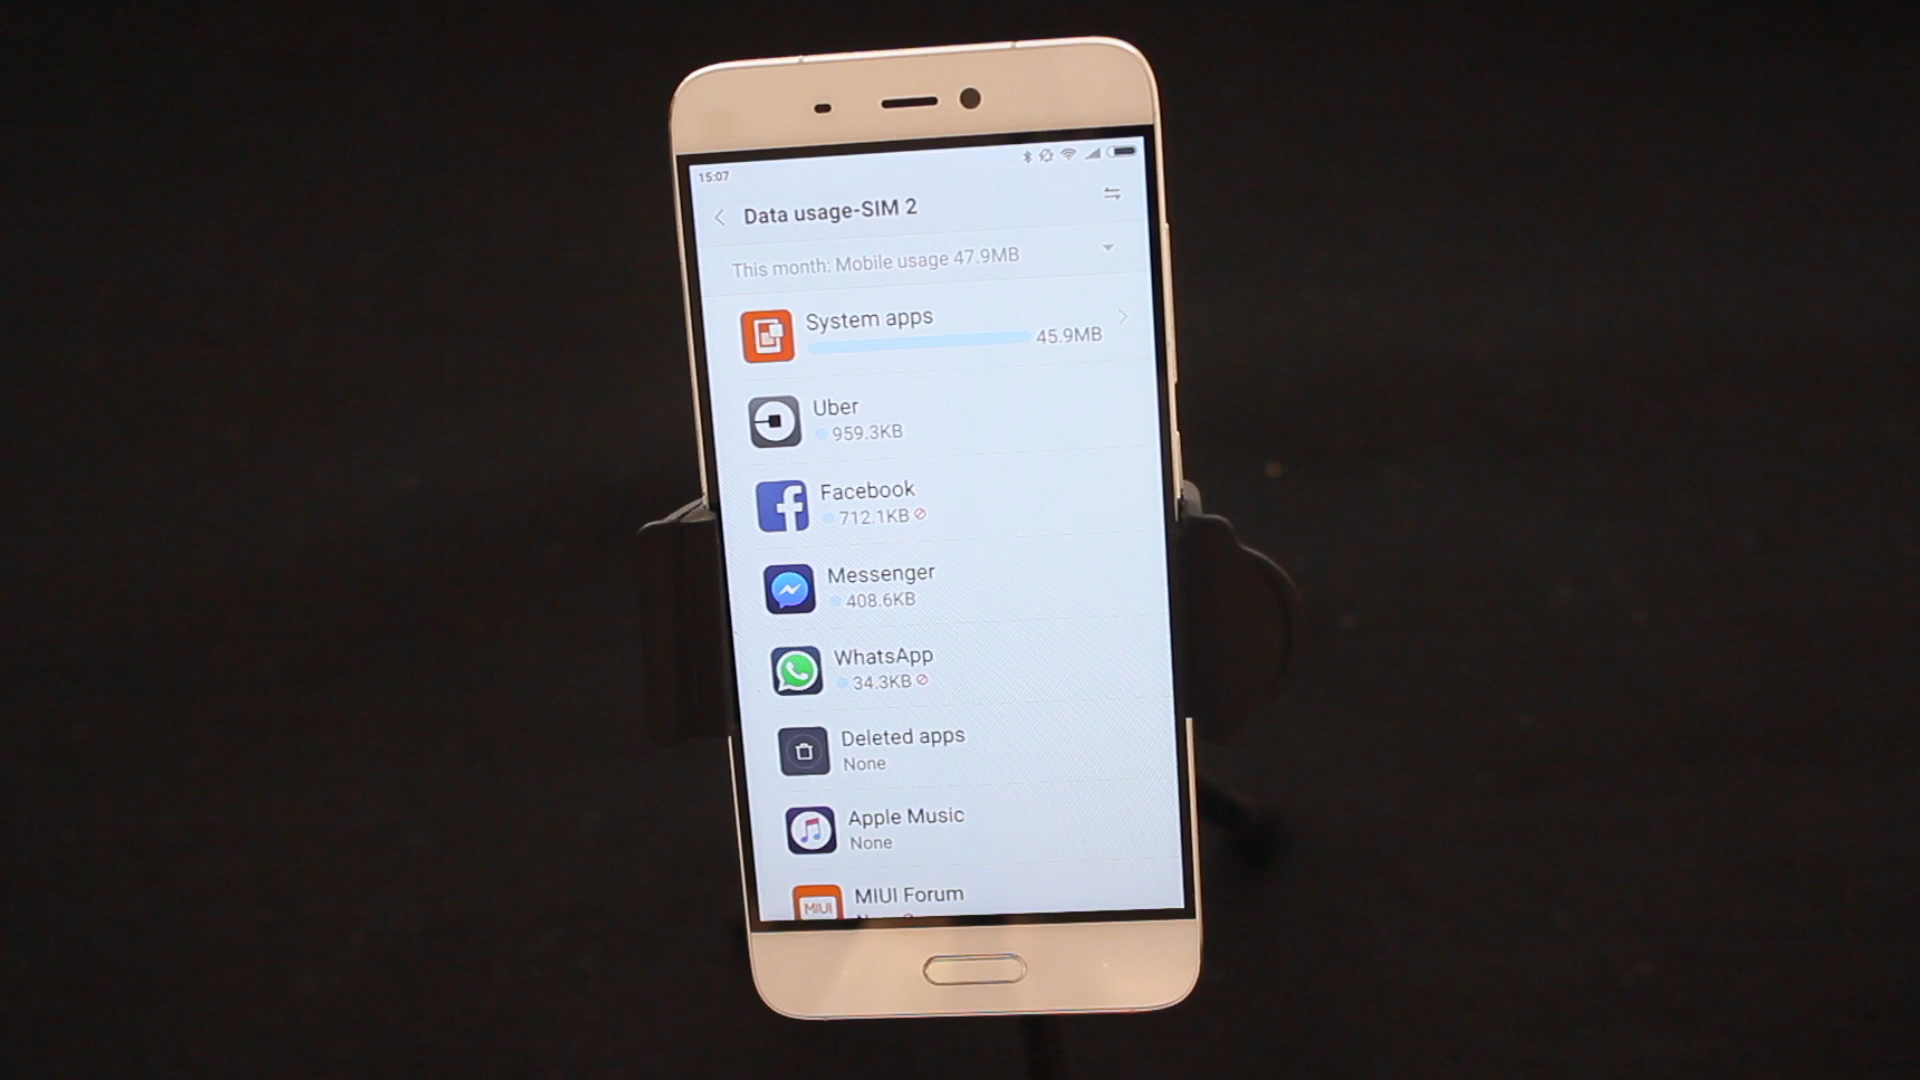 15:07
Data usage-SIM 2
This month: Mobile usage 47.9MB
System apps
45.9MB
Uber
959.3KB
Facebook
712.1KB
Messenger
408.6KB
WhatsApp
34.3KB
Deleted apps
None
Apple Music
None
MIUI Forum
MIUI